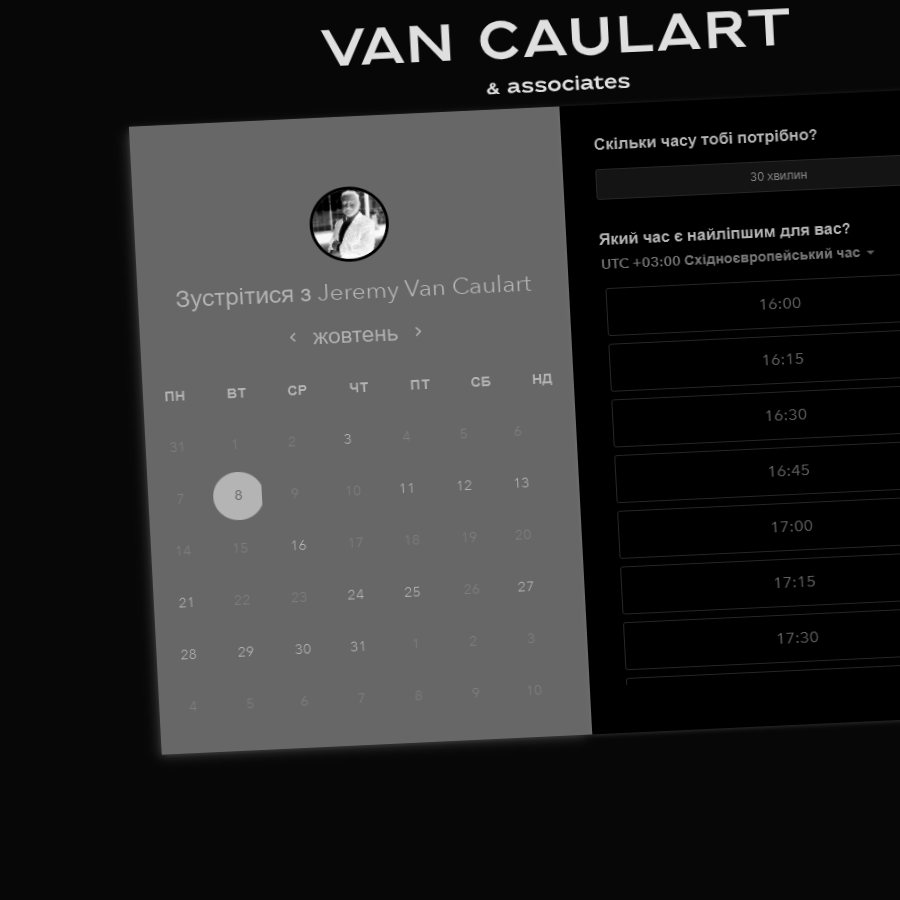 VAN CAULART
& associates
Зустрітися з Jeremy Van Caulart
жовтень
ПН ВТ СР ЧТ ПТ СБ НД
31 1 2 3 4 5 6
7 8 9 10 11 12 13
14 15 16 17 18 19 20
21 22 23 24 25 26 27
28 29 30 31 1 2 3
4 5 6 7 8 9 10
Скільки часу тобі потрібно?
30 хвилин
Який час є найліпшим для вас?
UTC +03:00 Східноєвропейський час
16:00
16:15
16:30
16:45
17:00
17:15
17:30